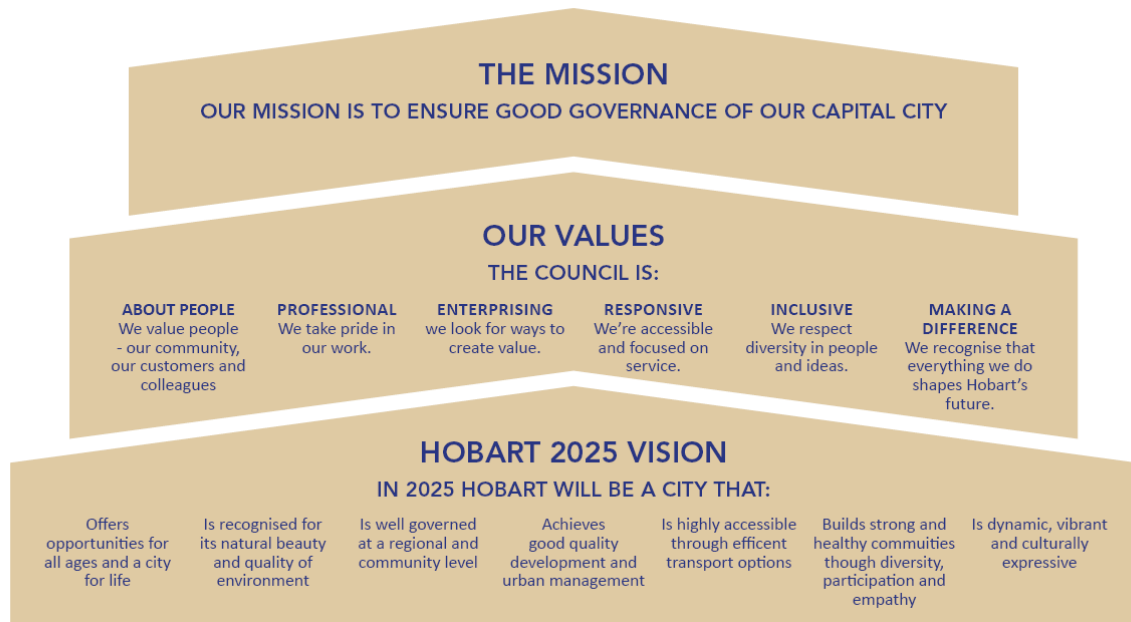 THE MISSION
OUR MISSION IS TO ENSURE GOOD GOVERNANCE OF OUR CAPITAL CITY
OUR VALUES
THE COUNCIL IS:
ABOUT PEOPLE
We value people
- our community,
our customers and
colleagues
PROFESSIONAL
We take pride in
our work.
ENTERPRISING
we look for ways to
create value.
RESPONSIVE
We're accessible
and focused on
service.
INCLUSIVE
We respect
diversity in people
and ideas.
MAKING A
DIFFERENCE
We recognise that
everything we do
shapes Hobart's
future.
HOBART 2025 VISION
IN 2025 HOBART WILL BE A CITY THAT:
Offers
opportunities for
all ages and a city
for life
Is recognised for
its natural beauty
and quality of
environment
Is well governed
at a regional and
community level
Achieves
good quality
development and
urban management
Is highly accessible
through efficent
transport options
Builds strong and
healthy commuities
though diversity,
participation and
empathy
Is dynamic, vibrant
and culturally
expressive